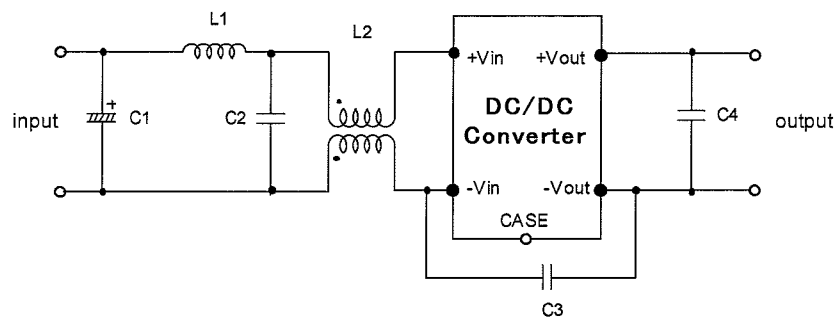 L1
L2
+Vin
+Vout
input
+
C1
C2
DC/DC
Converter
C4
output
-Vin
-Vout
CASE
C3